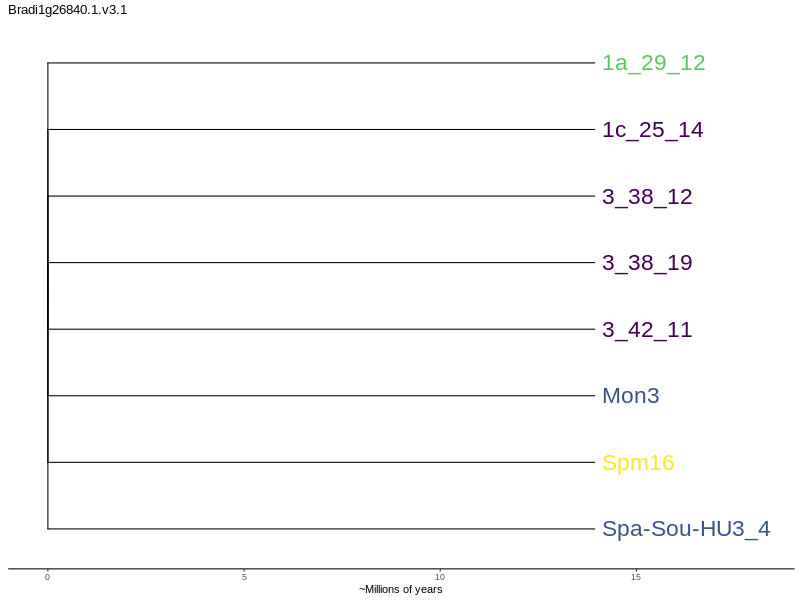 Bradi1g26840.1.v3.1
1a_29_12
1c_25_14
3_38_12
3_38_19
3_42_11
Mon3
Spm16
Spa-Sou-HU3_4
0 5 10 15
~Millions of years